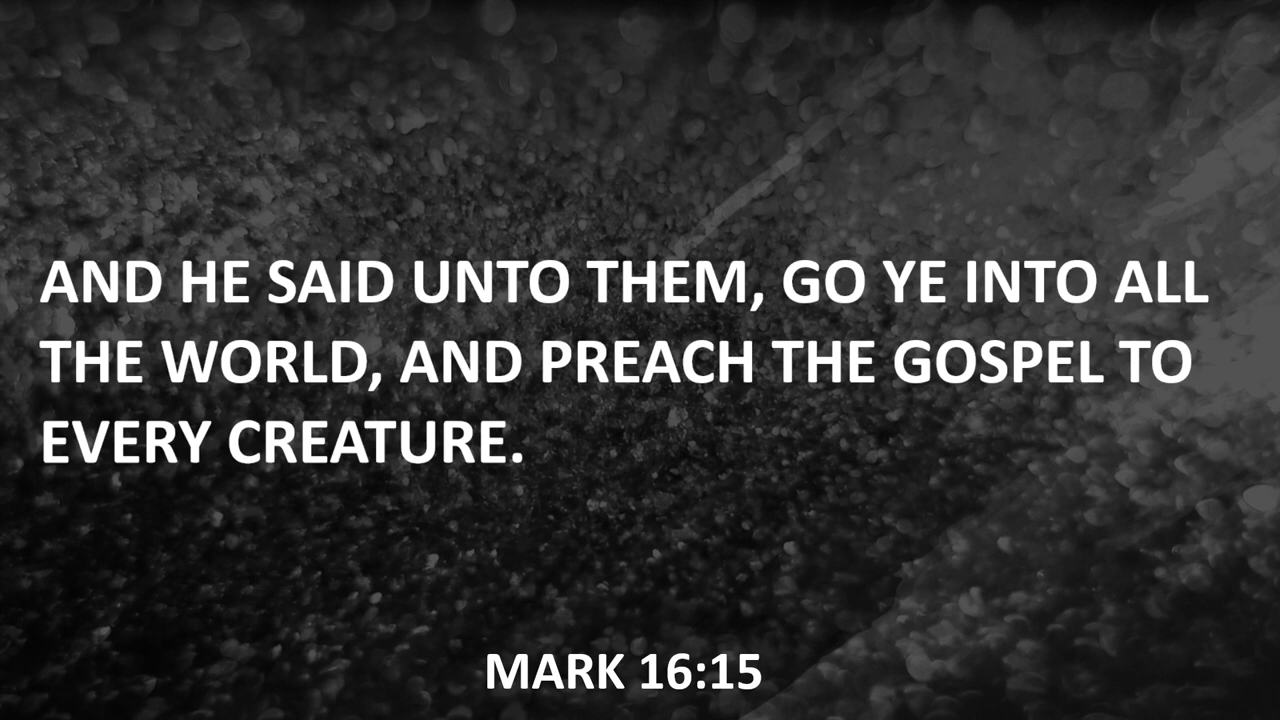 AND HE SAID UNTO THEM, GO YE INTO ALL
THE WORLD, AND PREACH THE GOSPEL TO
EVERY CREATURE.
MARK 16:15